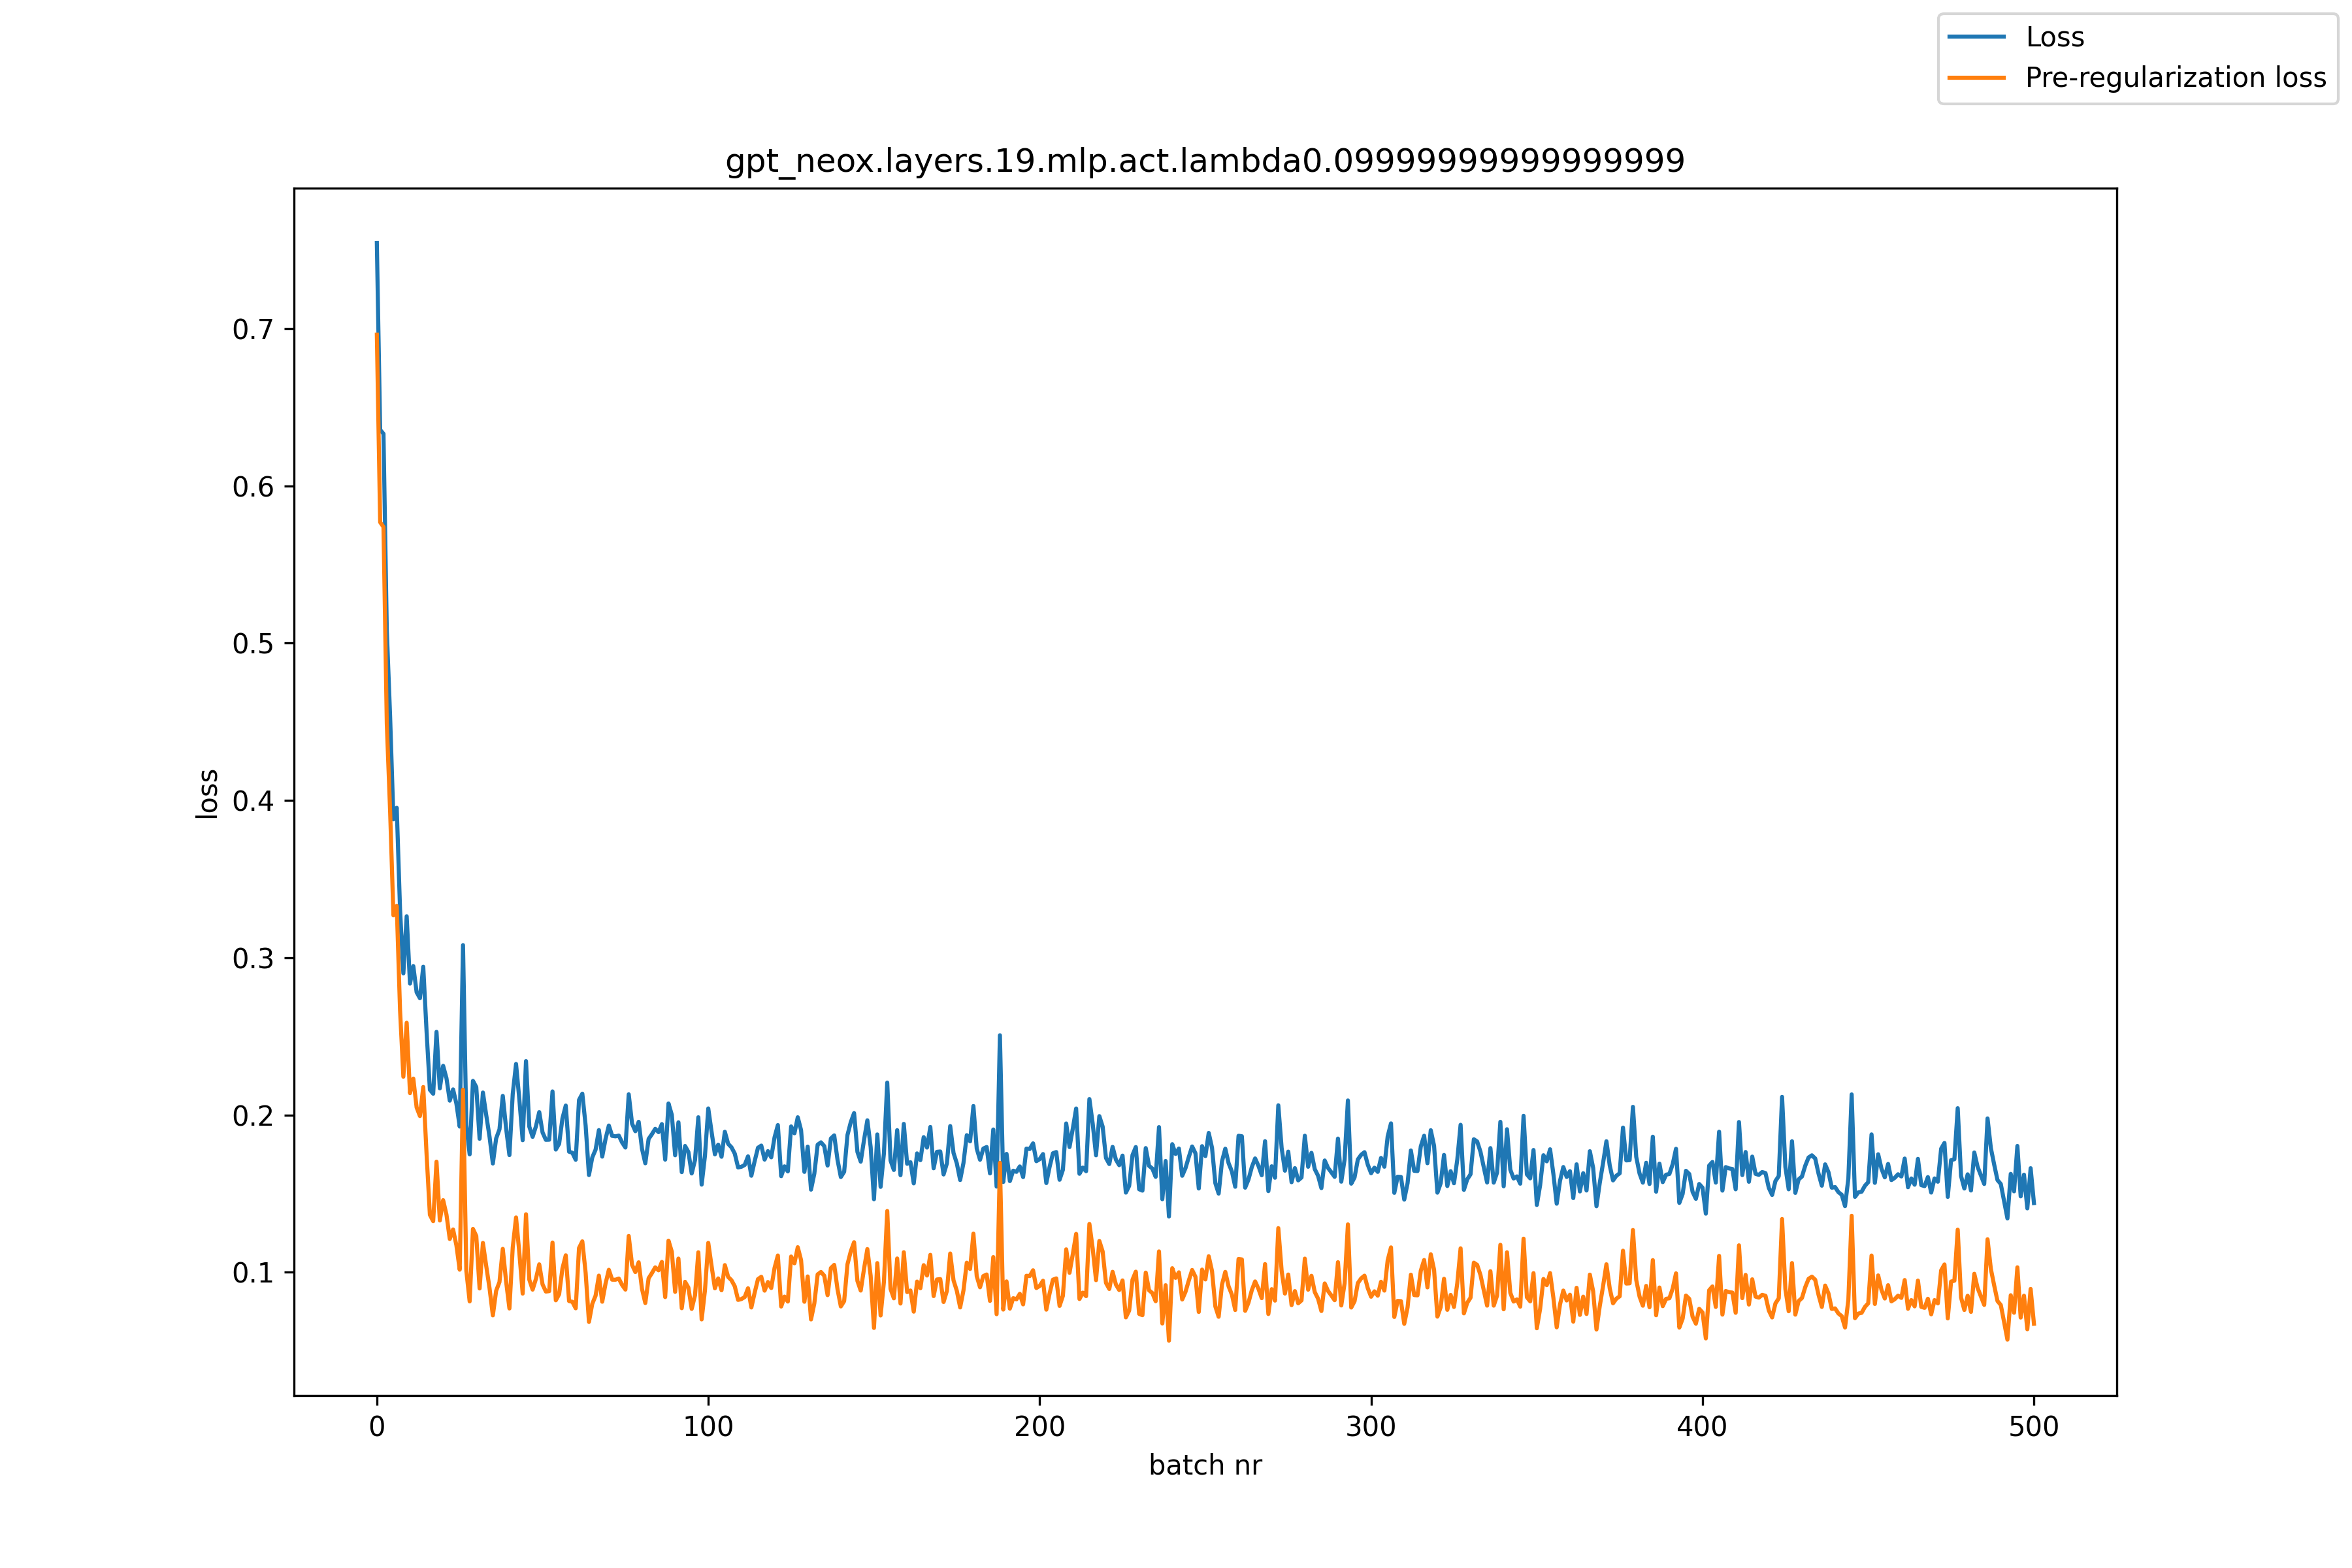 Loss
Pre-regularization loss
gpt_neox.layers.19.mlp.act.lambda0.09999999999999999
loss
0.7
0.6
0.5
0.4
0.3
0.2
0.1
0 100 200 300 400 500
batch nr